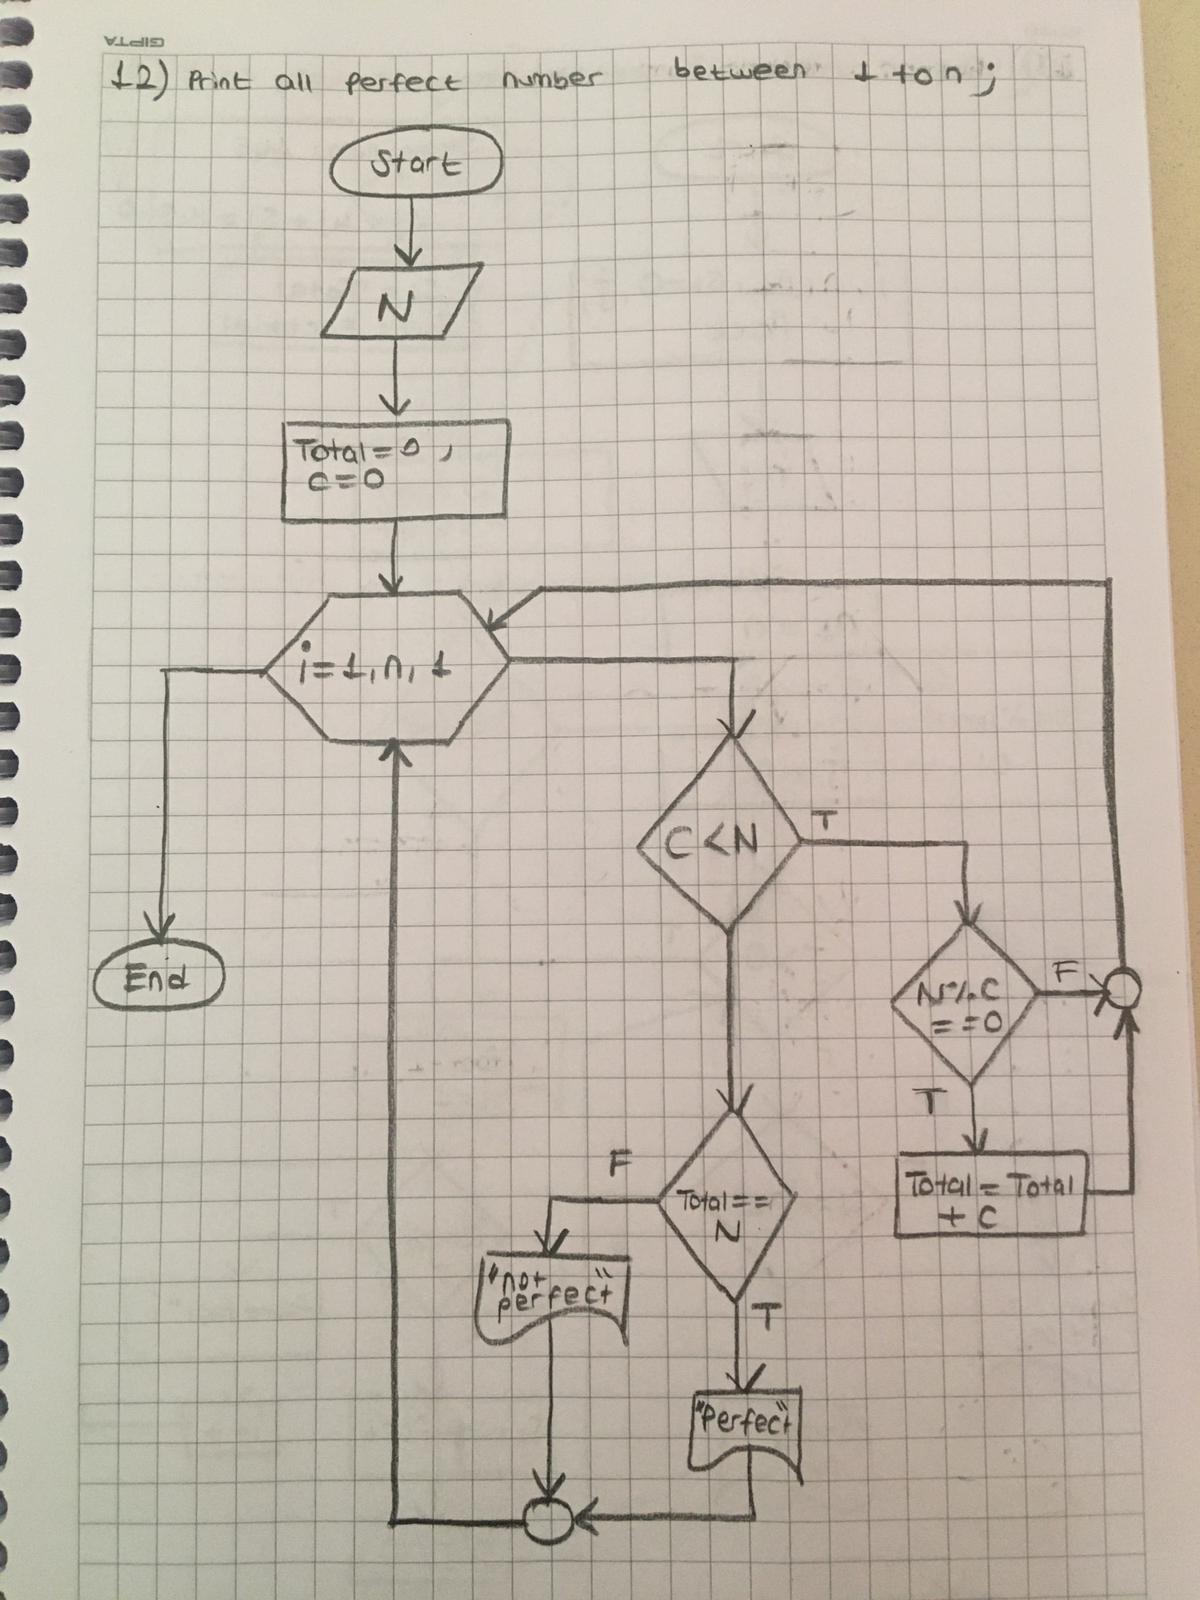 GIPTA
12) Print all perfect number between 1 to n;
Start
N
Total=0,
c=0
i=1,n,1
C<N
T
End
N%C
==0
F
T
Total=Total
+ C
Total==
N
F
"not
perfect"
T
"Perfect"